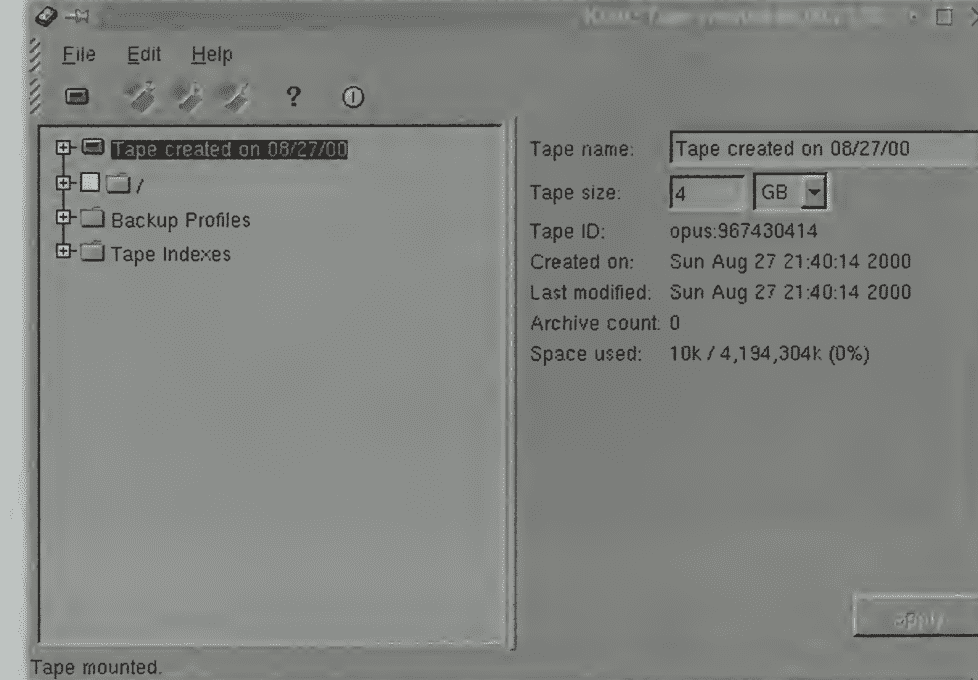 File Edit Help
?
Tape created on 08/27/00
/
Backup Profiles
Tape Indexes
Tape name: Tape created on 08/27/00
Tape size: 4 GB
Tape ID: opus:967430414
Created on: Sun Aug 27 21:40:14 2000
Last modified: Sun Aug 27 21:40:14 2000
Archive count: 0
Space used: 10k / 4,194,304k (0%)
apply
Tape mounted.